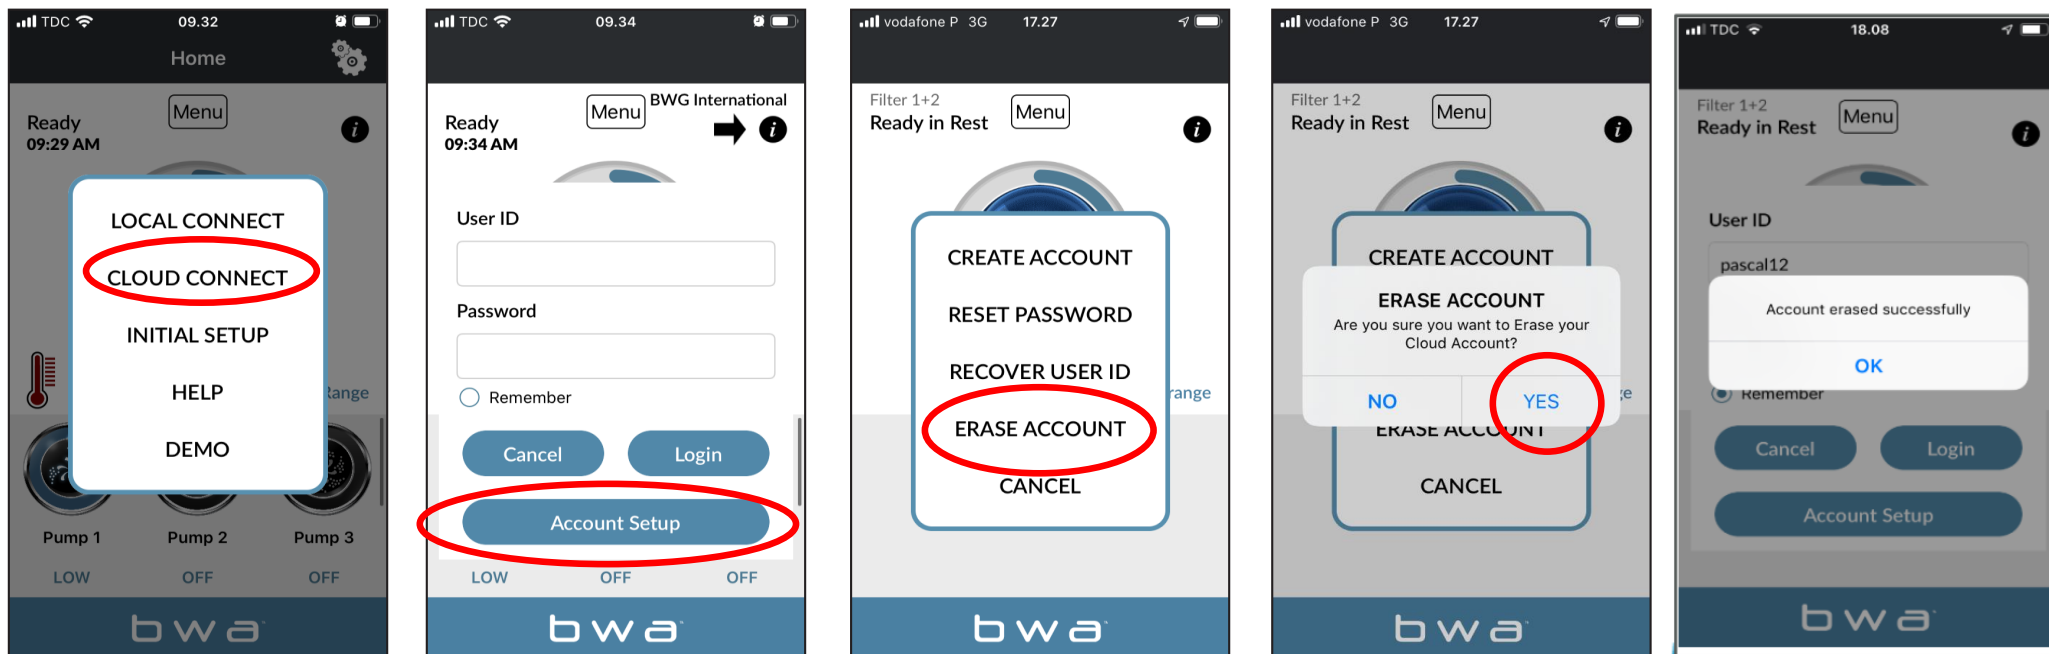 TDC
09.32
Home
Ready
09:29 AM
Menu
i
LOCAL CONNECT
CLOUD CONNECT
INITIAL SETUP
HELP
DEMO
Range
Pump 1
Pump 2
Pump 3
LOW
OFF
OFF
bwa
TDC
09.34
Ready
09:34 AM
Menu
BWG International
i
User ID
Password
Remember
Cancel
Login
Account Setup
LOW
OFF
OFF
bwa
vodafone P 3G
17.27
Filter 1+2
Ready in Rest
Menu
i
CREATE ACCOUNT
RESET PASSWORD
RECOVER USER ID
range
ERASE ACCOUNT
CANCEL
bwa
vodafone P 3G
17.27
Filter 1+2
Ready in Rest
Menu
i
CREATE ACCOUNT
ERASE ACCOUNT
Are you sure you want to Erase your
Cloud Account?
NO
YES
ge
ERASE ACCOUNT
CANCEL
bwa
TDC
18.08
Filter 1+2
Ready in Rest
Menu
i
User ID
pascal12
Account erased successfully
OK
Remember
Cancel
Login
Account Setup
bwa